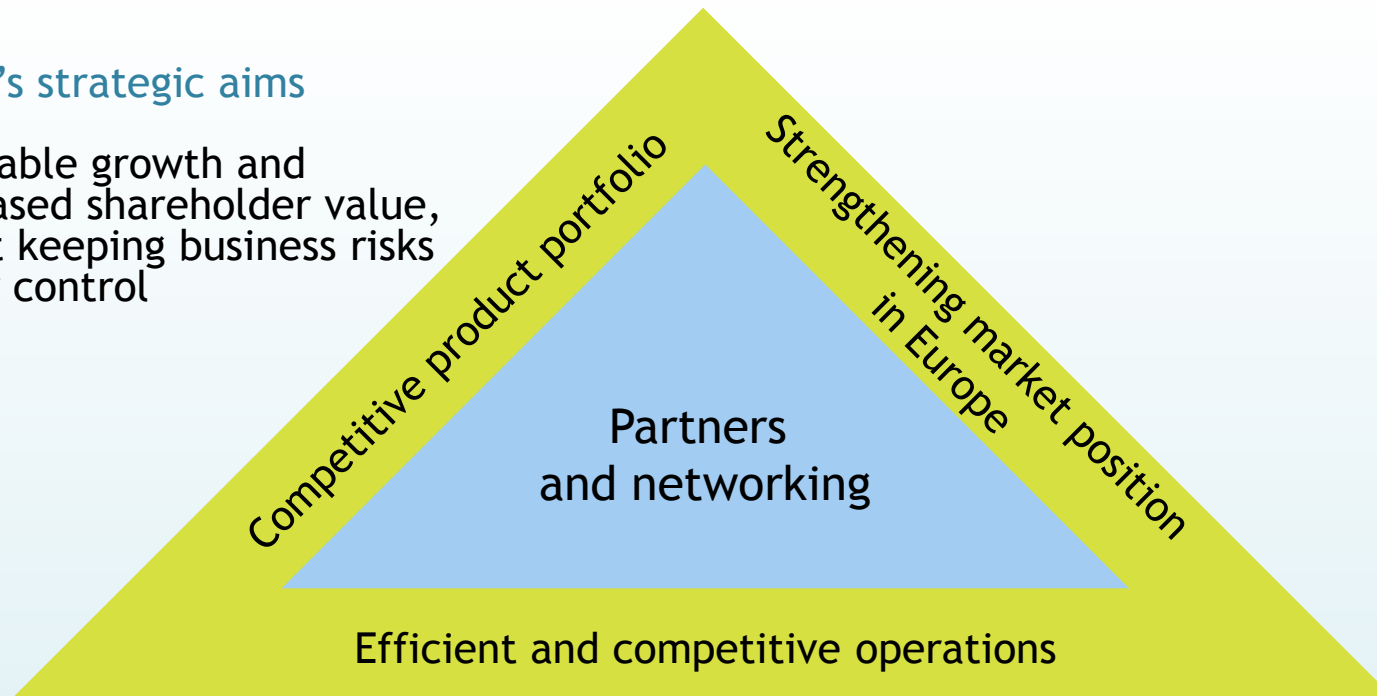 ’s strategic aims
able growth and
ased shareholder value,
t keeping business risks
control
Competitive product portfolio
Strengthening market position
in Europe
Partners
and networking
Efficient and competitive operations